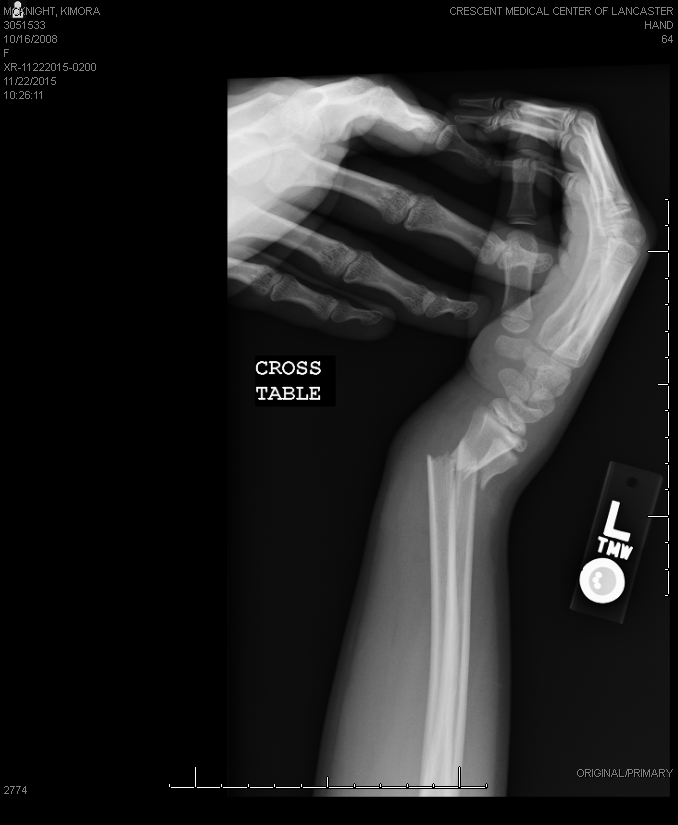 McKNIGHT, KIMORA
3051533
10/16/2008
F
XR-11222015-0200
11/22/2015
10:26:11
CRESCENT MEDICAL CENTER OF LANCASTER
HAND
64
CROSS
TABLE
L
TMW
ORIGINAL/PRIMARY
2774